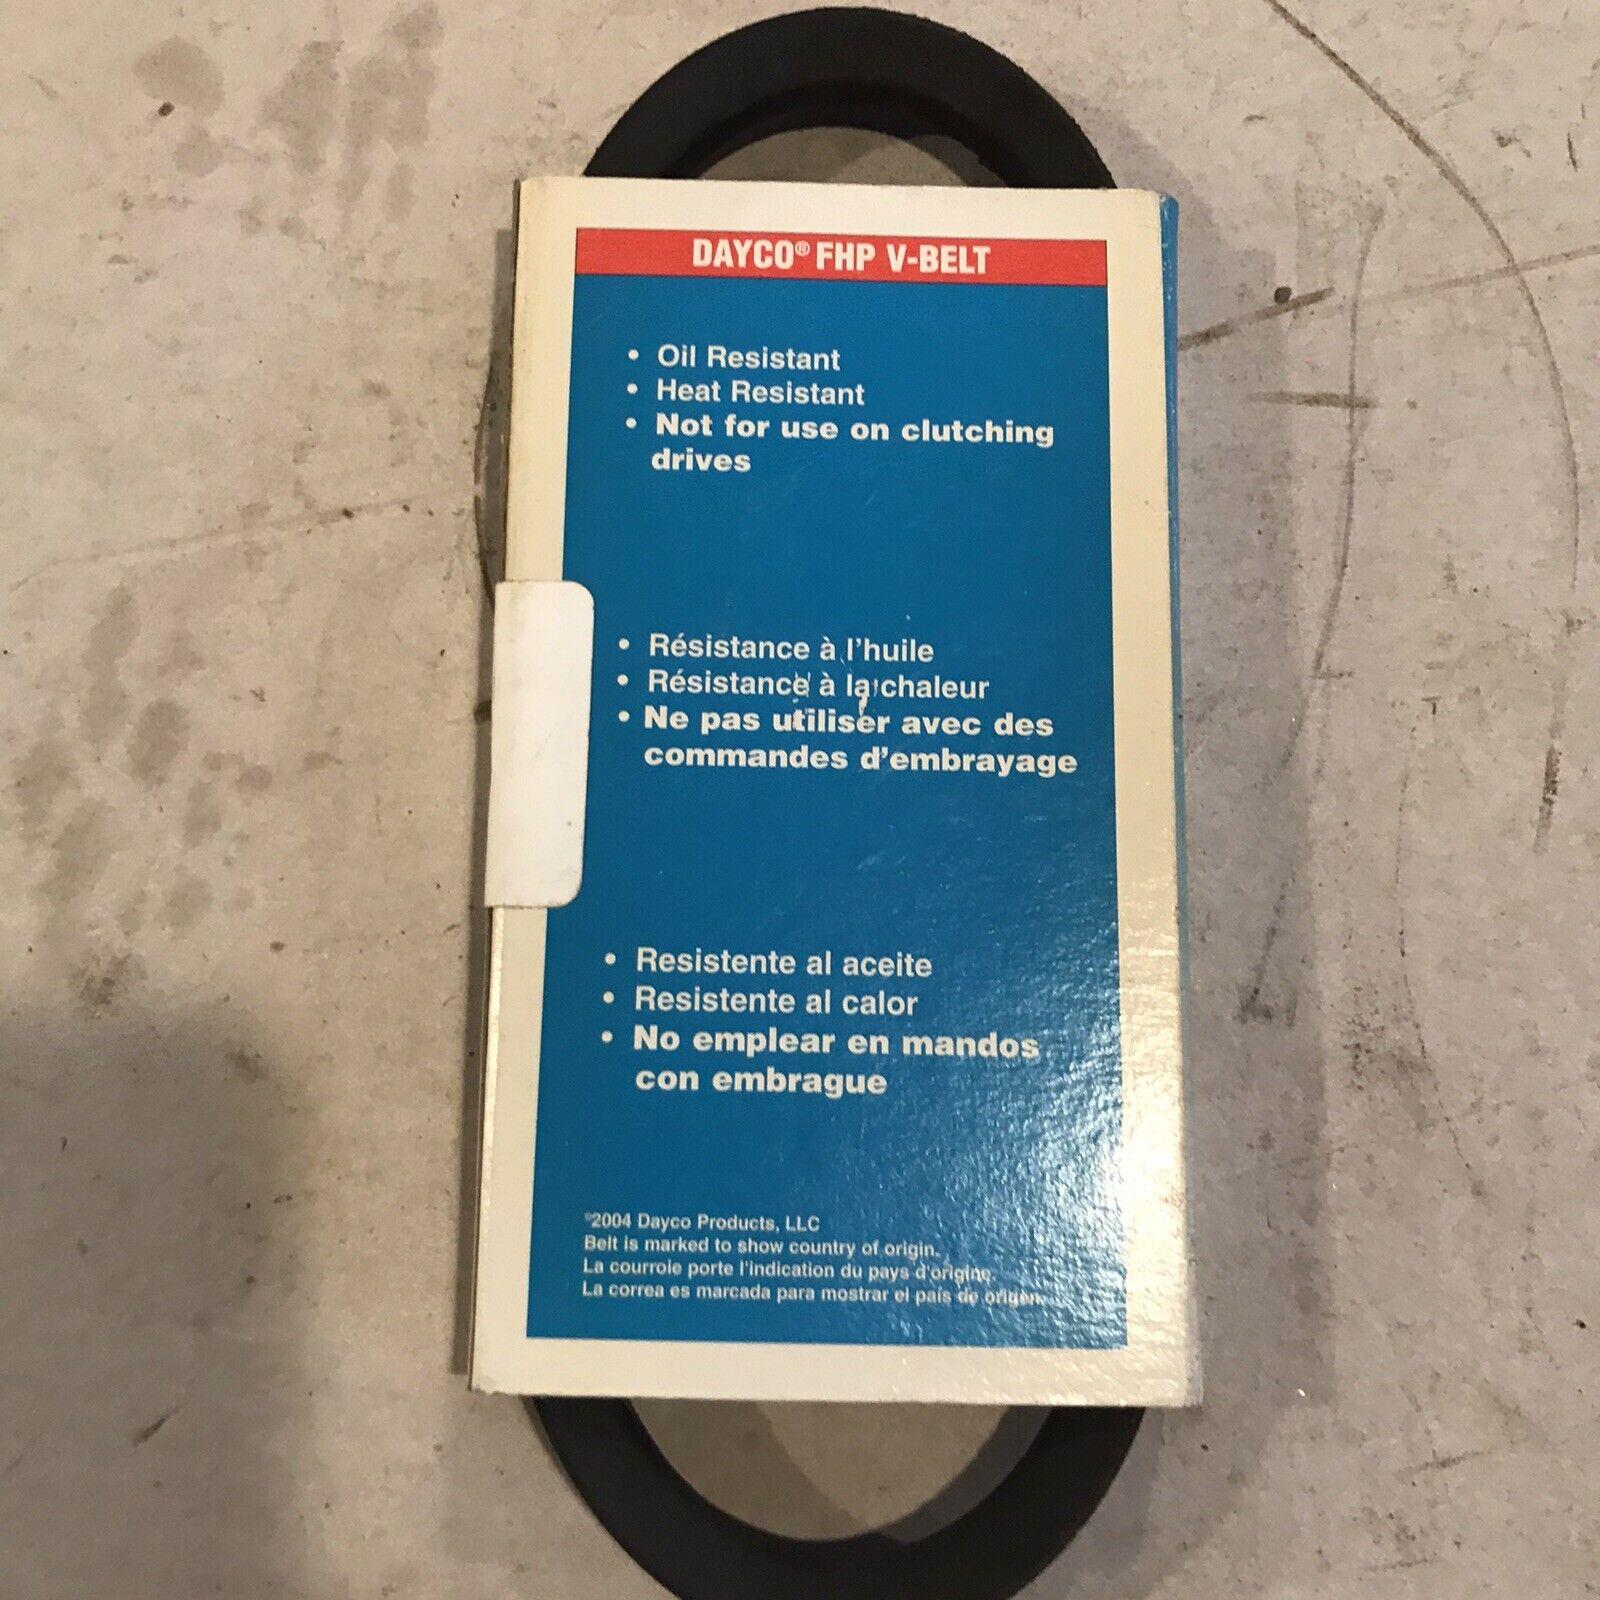 DAYCO® FHP V-BELT
• Oil Resistant
• Heat Resistant
• Not for use on clutching
drives
• Résistance à l'huile
• Résistance à la chaleur
• Ne pas utiliser avec des
commandes d'embrayage
• Resistente al aceite
• Resistente al calor
• No emplear en mandos
con embrague
©2004 Dayco Products, LLC
Belt is marked to show country of origin.
La courroie porte l'indication du pays d'origine.
La correa es marcada para mostrar el país de origen.